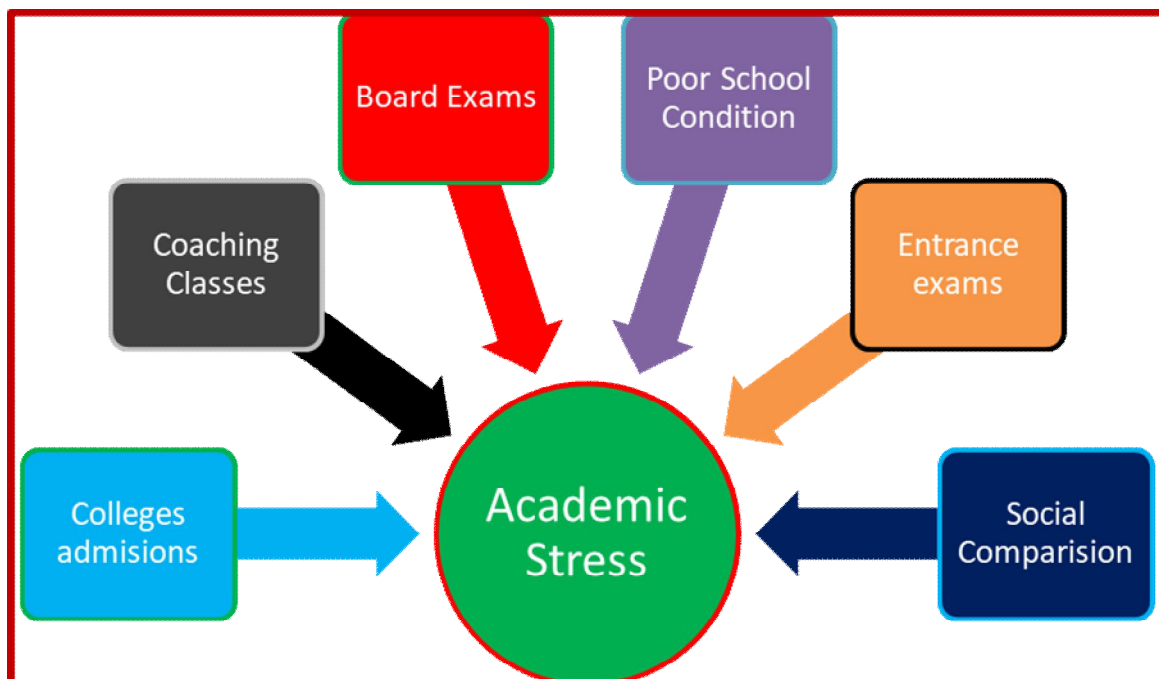 Board Exams
Poor School
Condition
Coaching
Classes
Entrance
exams
Colleges
admisions
Academic
Stress
Social
Comparision